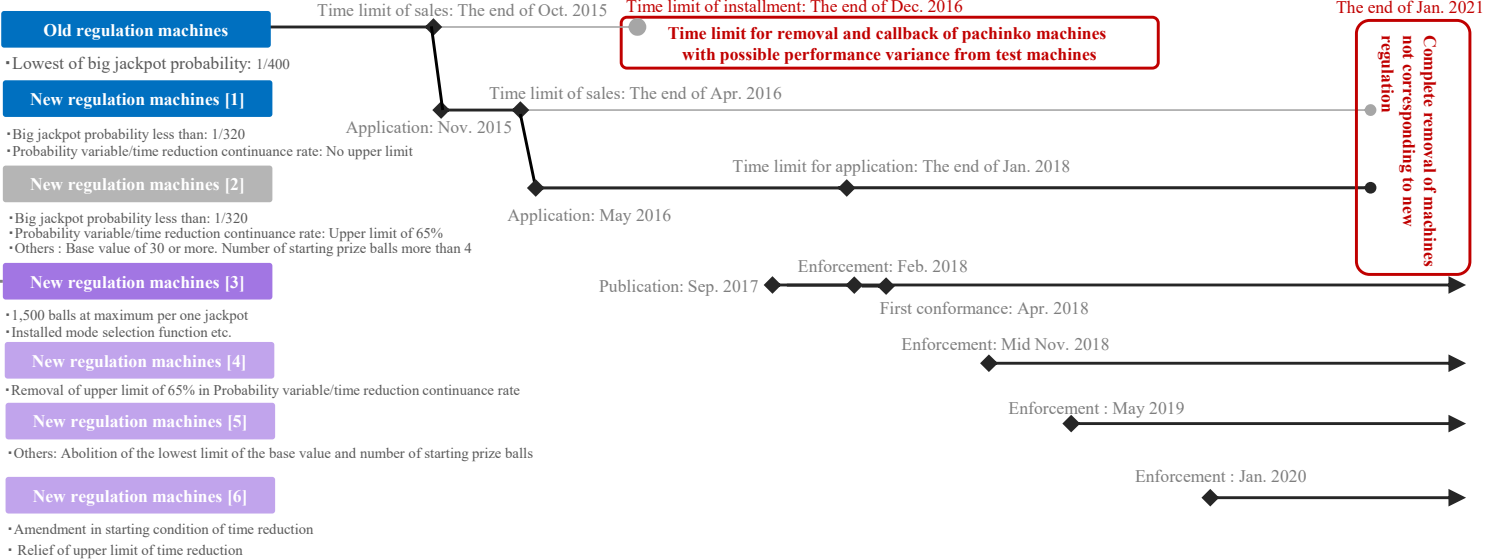 Time limit of sales: The end of Oct. 2015
Time limit of installment: The end of Dec. 2016
The end of Jan. 2021
Old regulation machines
Time limit for removal and callback of pachinko machines
with possible performance variance from test machines
Complete removal of machines
not corresponding to new
regulation
・Lowest of big jackpot probability: 1/400
New regulation machines [1]
Time limit of sales: The end of Apr. 2016
Application: Nov. 2015
・Big jackpot probability less than: 1/320
・Probability variable/time reduction continuance rate: No upper limit
New regulation machines [2]
Time limit for application: The end of Jan. 2018
Application: May 2016
・Big jackpot probability less than: 1/320
・Probability variable/time reduction continuance rate: Upper limit of 65%
・Others : Base value of 30 or more. Number of starting prize balls more than 4
New regulation machines [3]
Publication: Sep. 2017
Enforcement: Feb. 2018
First conformance: Apr. 2018
・1,500 balls at maximum per one jackpot
・Installed mode selection function etc.
New regulation machines [4]
Enforcement: Mid Nov. 2018
・Removal of upper limit of 65% in Probability variable/time reduction continuance rate
New regulation machines [5]
Enforcement : May 2019
・Others: Abolition of the lowest limit of the base value and number of starting prize balls
New regulation machines [6]
Enforcement : Jan. 2020
・Amendment in starting condition of time reduction
・ Relief of upper limit of time reduction